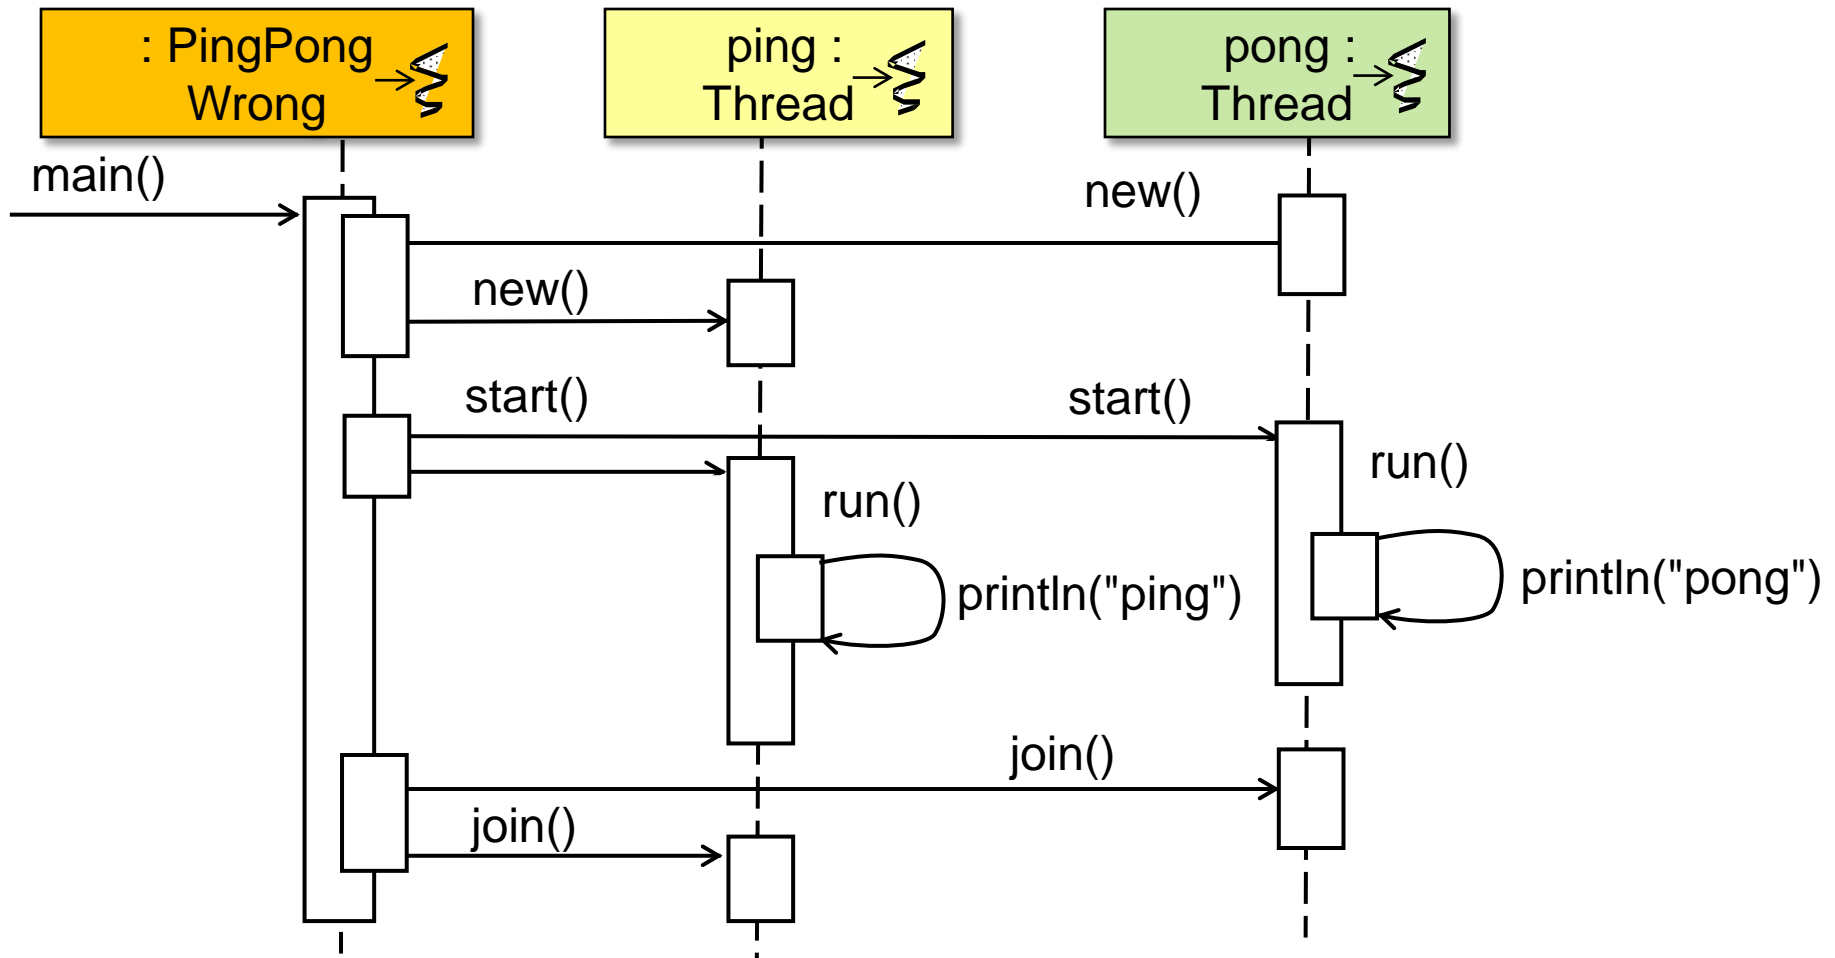 : PingPong
Wrong
ping :
Thread
pong :
Thread
main()
new()
new()
start()
start()
run()
run()
println("ping")
println("pong")
join()
join()